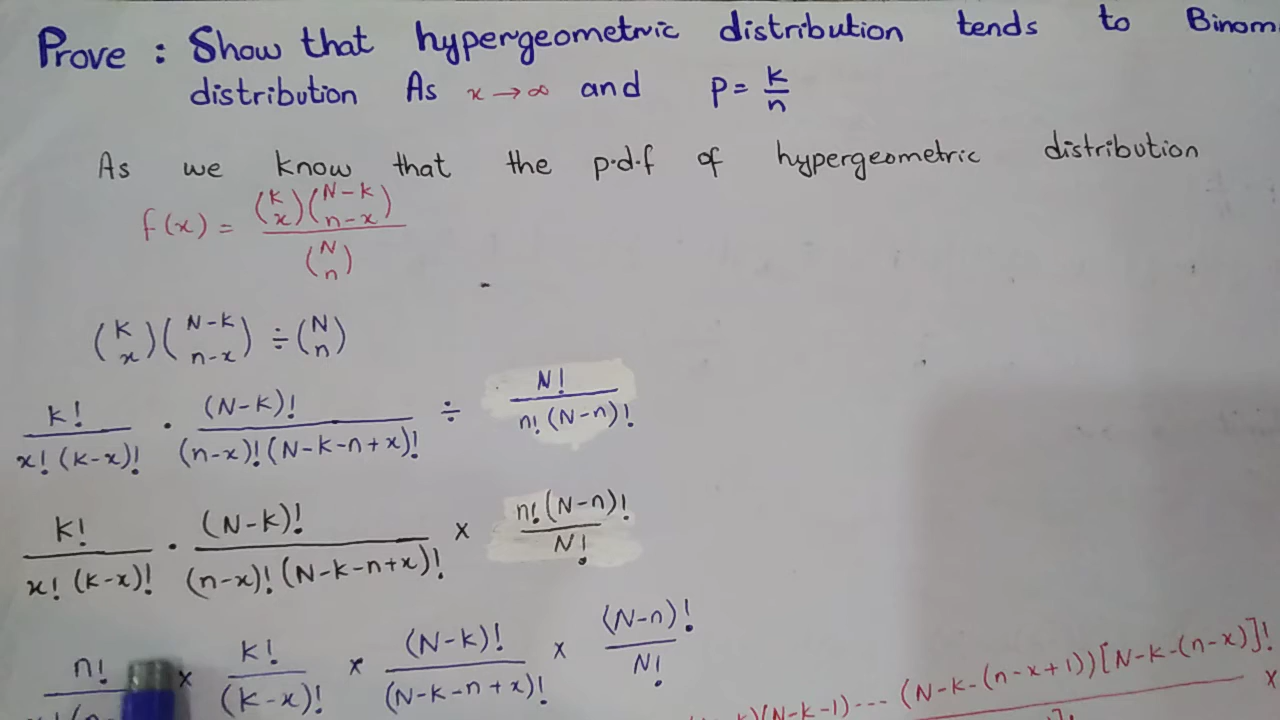 Prove : Show that hypergeometric distribution tends to Binom
distribution As x → ∞ and p = k/n
As we know that the p.d.f of hypergeometric distribution
f(x) = (k x)(N-k n-x) / (N n)
(k x)(N-k n-x) ÷ (N n)
k! / x! (k-x)! · (N-k)! / (n-x)! (N-k-n+x)! ÷ N! / n! (N-n)!
k! / x! (k-x)! · (N-k)! / (n-x)! (N-k-n+x)! × n! (N-n)! / N!
n! × k! / (k-x)! × (N-k)! / (N-k-n+x)! × (N-n)! / N!
)(N-k-1)--- (N-k-(n-x+1)) [N-k-(n-x)]! ×